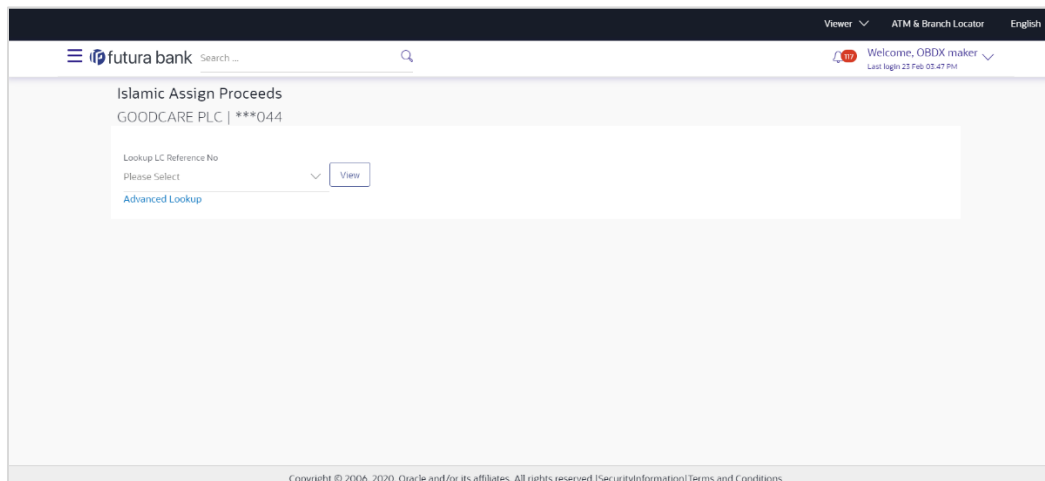 Viewer ATM & Branch Locator English
futura bank Search ... 117 Welcome, OBDX maker
Last login 23 Feb 03:47 PM
Islamic Assign Proceeds
GOODCARE PLC | ***044
Lookup LC Reference No
Please Select View
Advanced Lookup
Copyright © 2006, 2020, Oracle and/or its affiliates. All rights reserved.|SecurityInformation|Terms and Conditions